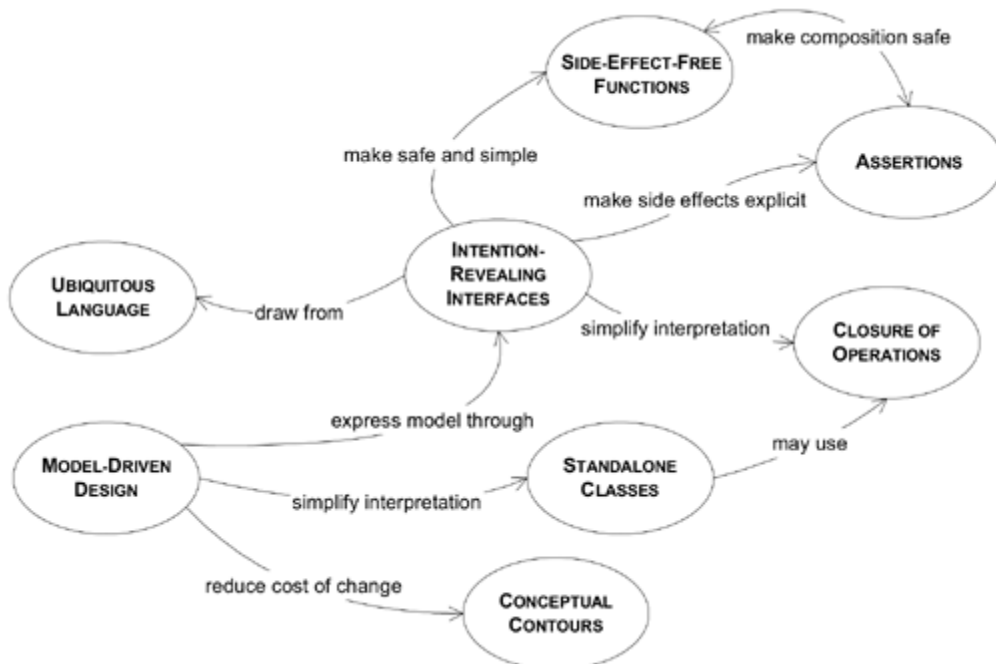 make composition safe
SIDE-EFFECT-FREE
FUNCTIONS
make safe and simple
ASSERTIONS
make side effects explicit
INTENTION-
REVEALING
INTERFACES
UBIQUITOUS
LANGUAGE
draw from
simplify interpretation
CLOSURE OF
OPERATIONS
express model through
may use
MODEL-DRIVEN
DESIGN
simplify interpretation
STANDALONE
CLASSES
reduce cost of change
CONCEPTUAL
CONTOURS